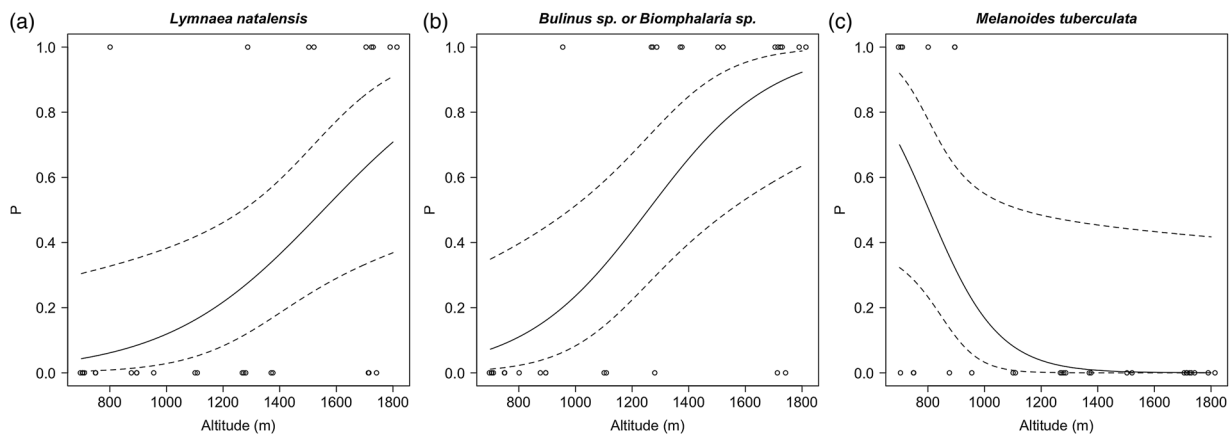 (a) Lymnaea natalensis
P
1.0
0.8
0.6
0.4
0.2
0.0
800 1000 1200 1400 1600 1800
Altitude (m)
(b) Bulinus sp. or Biomphalaria sp.
P
1.0
0.8
0.6
0.4
0.2
0.0
800 1000 1200 1400 1600 1800
Altitude (m)
(c) Melanoides tuberculata
P
1.0
0.8
0.6
0.4
0.2
0.0
800 1000 1200 1400 1600 1800
Altitude (m)